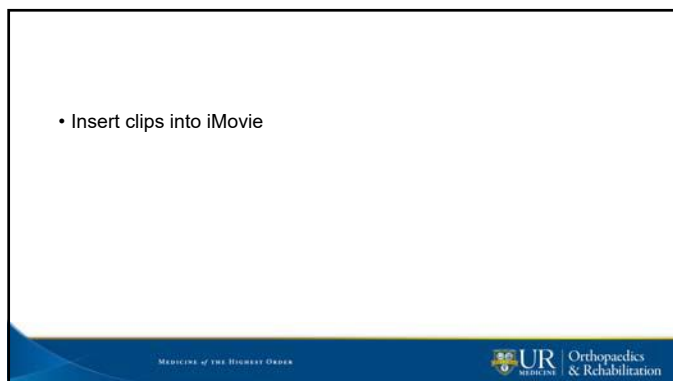 • Insert clips into iMovie
MEDICINE of THE HIGHEST ORDER
UR MEDICINE | Orthopaedics & Rehabilitation